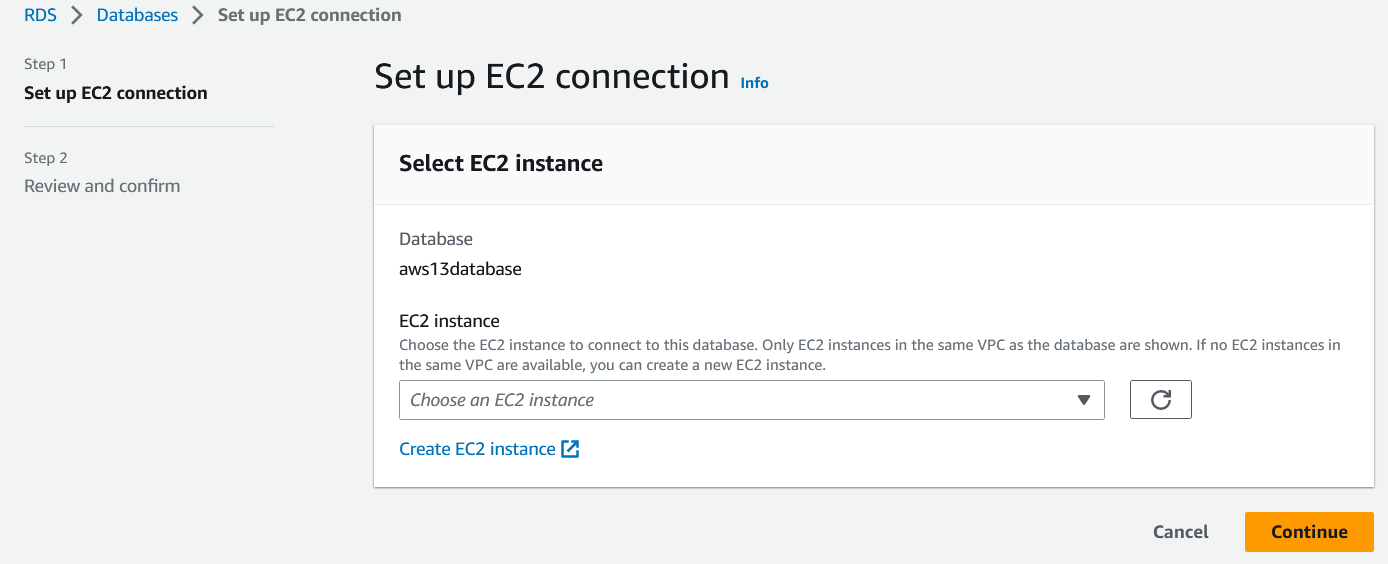 RDS > Databases > Set up EC2 connection
Step 1
Set up EC2 connection
Step 2
Review and confirm
Set up EC2 connection Info
Select EC2 instance
Database
aws13database
EC2 instance
Choose the EC2 instance to connect to this database. Only EC2 instances in the same VPC as the database are shown. If no EC2 instances in
the same VPC are available, you can create a new EC2 instance.
Choose an EC2 instance
Create EC2 instance
Cancel Continue